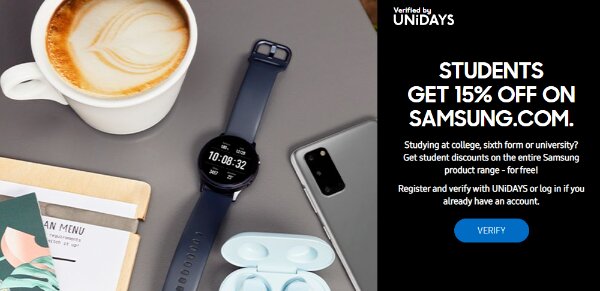 Verified by
UNiDAYS
STUDENTS
GET 15% OFF ON
SAMSUNG.COM.
Studying at college, sixth form or university?
Get student discounts on the entire Samsung
product range - for free!
Register and verify with UNiDAYS or log in if you
already have an account.
VERIFY
10:08:32
AN MENU